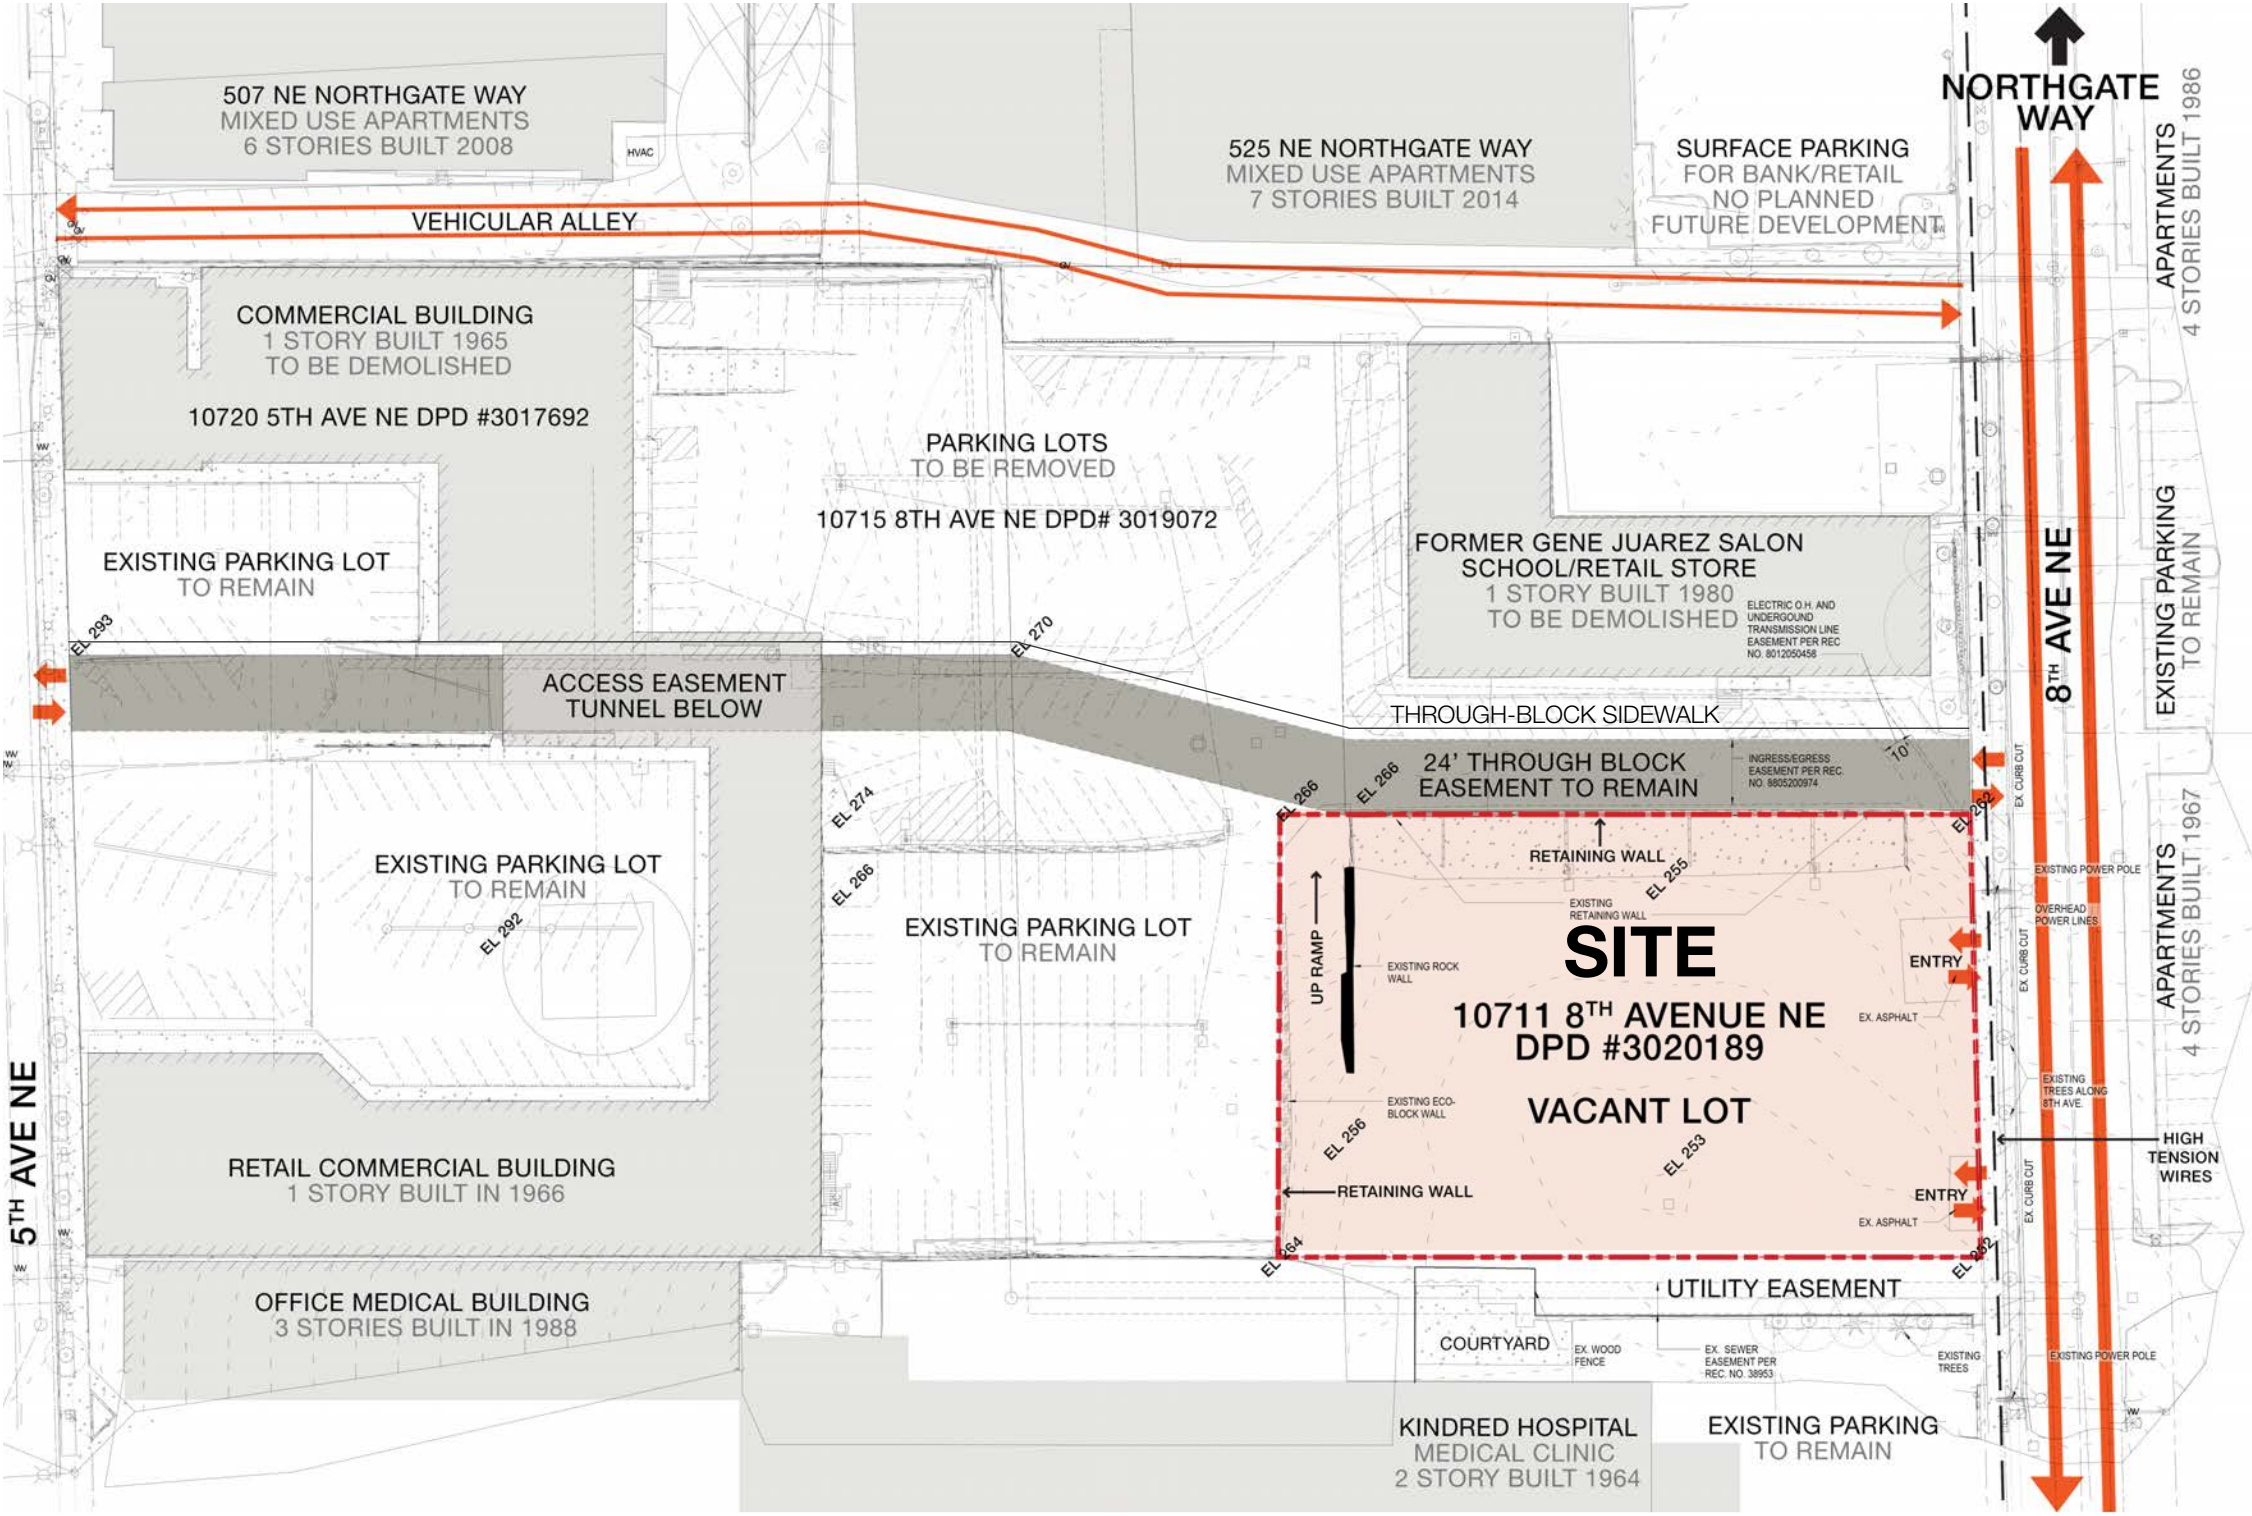 507 NE NORTHGATE WAY
MIXED USE APARTMENTS
6 STORIES BUILT 2008
HVAC
525 NE NORTHGATE WAY
MIXED USE APARTMENTS
7 STORIES BUILT 2014
SURFACE PARKING
FOR BANK/RETAIL
NO PLANNED
FUTURE DEVELOPMENT
NORTHGATE
WAY
APARTMENTS
4 STORIES BUILT 1986
VEHICULAR ALLEY
COMMERCIAL BUILDING
1 STORY BUILT 1965
TO BE DEMOLISHED
10720 5TH AVE NE DPD #3017692
PARKING LOTS
TO BE REMOVED
10715 8TH AVE NE DPD# 3019072
EXISTING PARKING LOT
TO REMAIN
FORMER GENE JUAREZ SALON
SCHOOL/RETAIL STORE
1 STORY BUILT 1980
TO BE DEMOLISHED
ELECTRIC O.H. AND
UNDERGOUND
TRANSMISSION LINE
EASEMENT PER REC
NO. 8012050458
8TH AVE NE
EXISTING PARKING
TO REMAIN
EL 293
EL 270
ACCESS EASEMENT
TUNNEL BELOW
THROUGH-BLOCK SIDEWALK
24' THROUGH BLOCK
EASEMENT TO REMAIN
INGRESS/EGRESS
EASEMENT PER REC.
NO. 8805200974
10'
EX CURB CUT
EL 274
EL 266
EL 266
EL 266
EL 262
RETAINING WALL
EL 255
EXISTING PARKING LOT
TO REMAIN
EL 292
EXISTING PARKING LOT
TO REMAIN
UP RAMP
EXISTING
RETAINING WALL
EXISTING ROCK
WALL
SITE
10711 8TH AVENUE NE
DPD #3020189
VACANT LOT
ENTRY
EX. ASPHALT
EX CURB CUT
EXISTING POWER POLE
OVERHEAD
POWER LINES
APARTMENTS
4 STORIES BUILT 1967
EXISTING ECO-
BLOCK WALL
EL 256
EL 253
EXISTING
TREES ALONG
8TH AVE.
HIGH
TENSION
WIRES
RETAINING WALL
ENTRY
EX. ASPHALT
EX. CURB CUT
EL 264
EL 252
5TH AVE NE
RETAIL COMMERCIAL BUILDING
1 STORY BUILT IN 1966
OFFICE MEDICAL BUILDING
3 STORIES BUILT IN 1988
UTILITY EASEMENT
COURTYARD
EX. WOOD
FENCE
EX. SEWER
EASEMENT PER
REC. NO. 38953
EXISTING
TREES
EXISTING POWER POLE
KINDRED HOSPITAL
MEDICAL CLINIC
2 STORY BUILT 1964
EXISTING PARKING
TO REMAIN